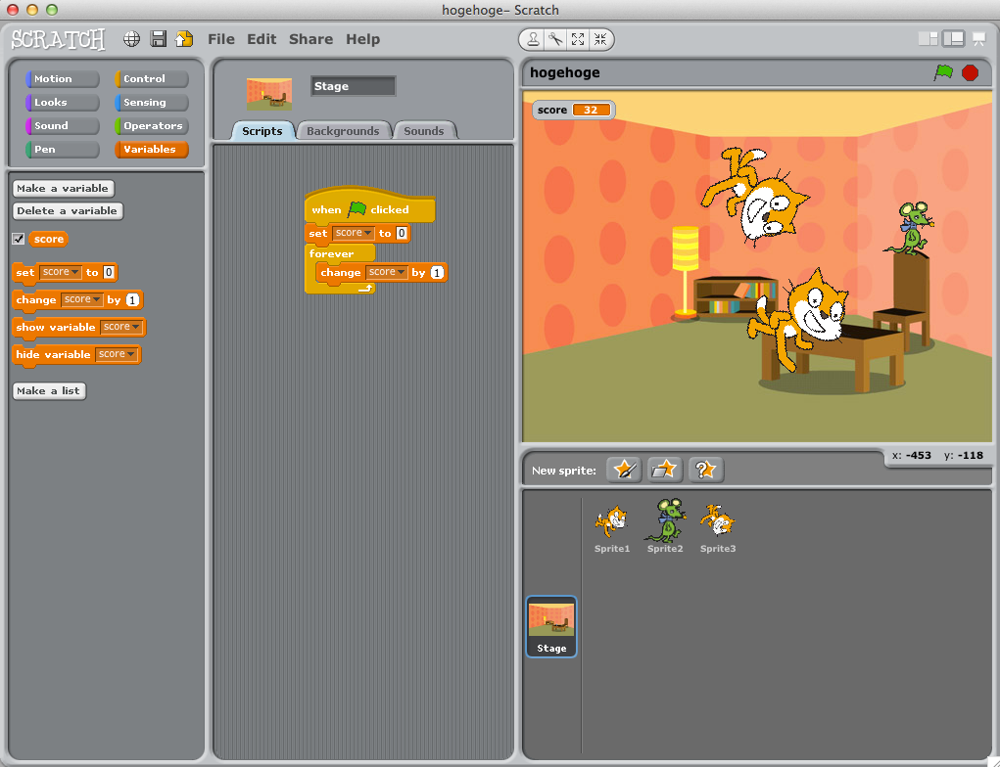 hogehoge– Scratch
SCRATCH File Edit Share Help
Motion Control
Looks Sensing
Sound Operators
Pen Variables
Make a variable
Delete a variable
score
set score to 0
change score by 1
show variable score
hide variable score
Make a list
Stage
Scripts Backgrounds Sounds
when clicked
set score to 0
forever
change score by 1
hogehoge
score 32
x: -453 y: -118
New sprite:
Sprite1 Sprite2 Sprite3
Stage